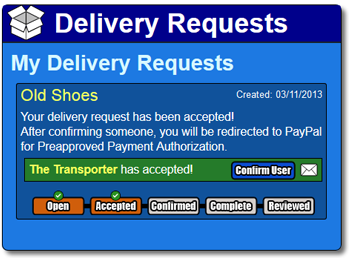 Delivery Requests
My Delivery Requests
Old Shoes Created: 03/11/2013
Your delivery request has been accepted!
After confirming someone, you will be redirected to PayPal
for Preapproved Payment Authorization.
The Transporter has accepted! Confirm User
Open Accepted Confirmed Complete Reviewed